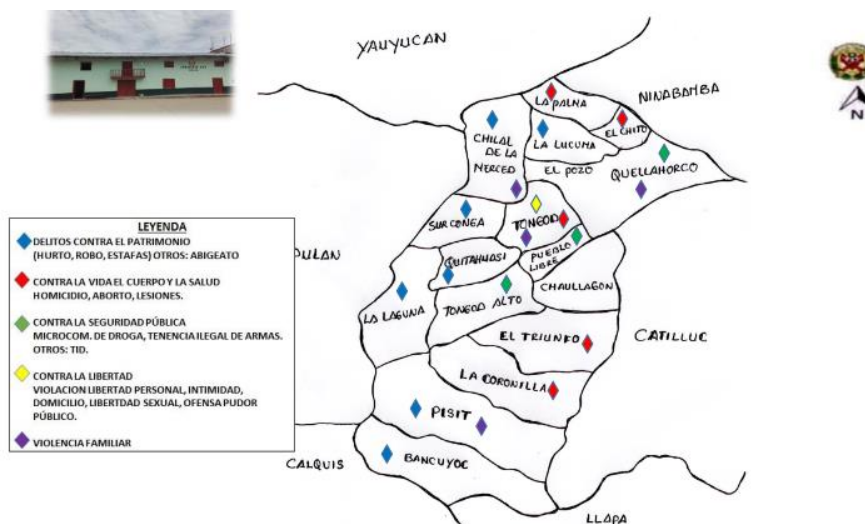 YAUYUCAN
NINABAMBA
LA PALMA
EL CHITO
CHILAL
DE LA
MERCED
LA LUCUMA
EL POZO
QUELLAHORCO
SURCONGA
TONGOD
PUEBLO
LIBRE
QUITAHUASI
CHAULLAGON
LA LAGUNA
TONGOD ALTO
EL TRIUNFO
CATILLUC
LA CORONILLA
PISIT
BANCUYOC
CALQUIS
LLAPA
N
LEYENDA
DELITOS CONTRA EL PATRIMONIO
(HURTO, ROBO, ESTAFAS) OTROS: ABIGEATO
CONTRA LA VIDA EL CUERPO Y LA SALUD
HOMICIDIO, ABORTO, LESIONES.
CONTRA LA SEGURIDAD PÚBLICA
MICROCOM. DE DROGA, TENENCIA ILEGAL DE ARMAS.
OTROS: TID.
CONTRA LA LIBERTAD
VIOLACION LIBERTAD PERSONAL, INTIMIDAD,
DOMICILIO, LIBERTDAD SEXUAL, OFENSA PUDOR
PÚBLICO.
VIOLENCIA FAMILIAR